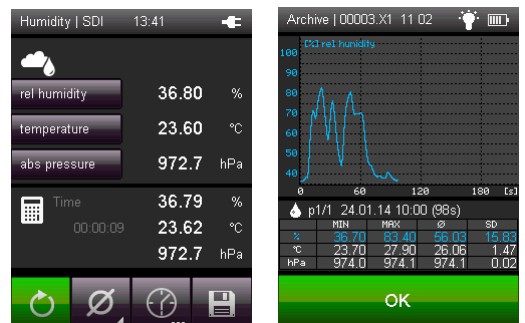 Humidity | SDI 13:41
rel humidity 36.80 %
temperature 23.60 °C
abs pressure 972.7 hPa
Time 36.79 %
00:00:09 23.62 °C
972.7 hPa
Archive | 00003.X1 11 02
[%] rel hunidity
100
90
80
70
60
50
40
0 60 120 180 [s]
p1/1 24.01.14 10:00 (98s)
MIN MAX Ø SD
% 36.70 83.40 56.03 15.83
°C 23.70 27.90 26.06 1.47
hPa 974.0 974.1 974.1 0.02
OK